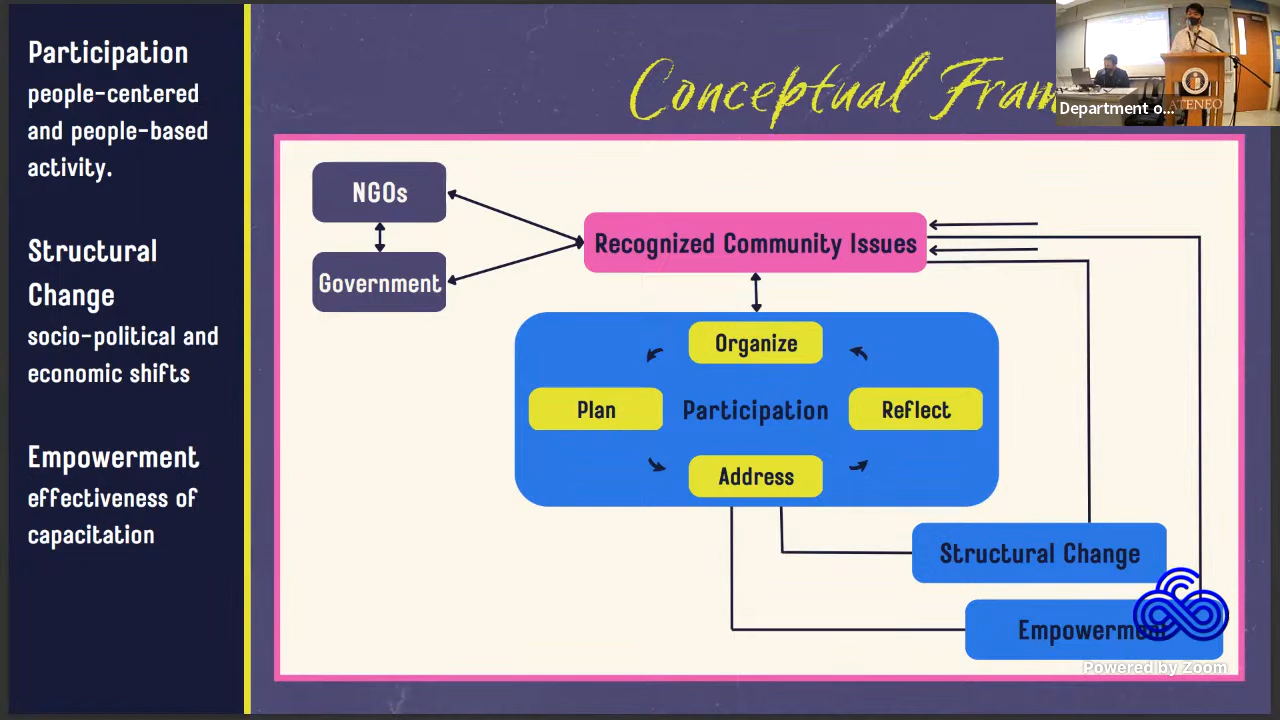 Participation
people-centered
and people-based
activity.
Structural
Change
socio-political and
economic shifts
Empowerment
effectiveness of
capacitation
Conceptual
Department o...
ATENEO
NGOs
Government
Recognized Community Issues
Organize
Plan
Participation
Reflect
Address
Structural Change
Empowerment
Powered by Zoom